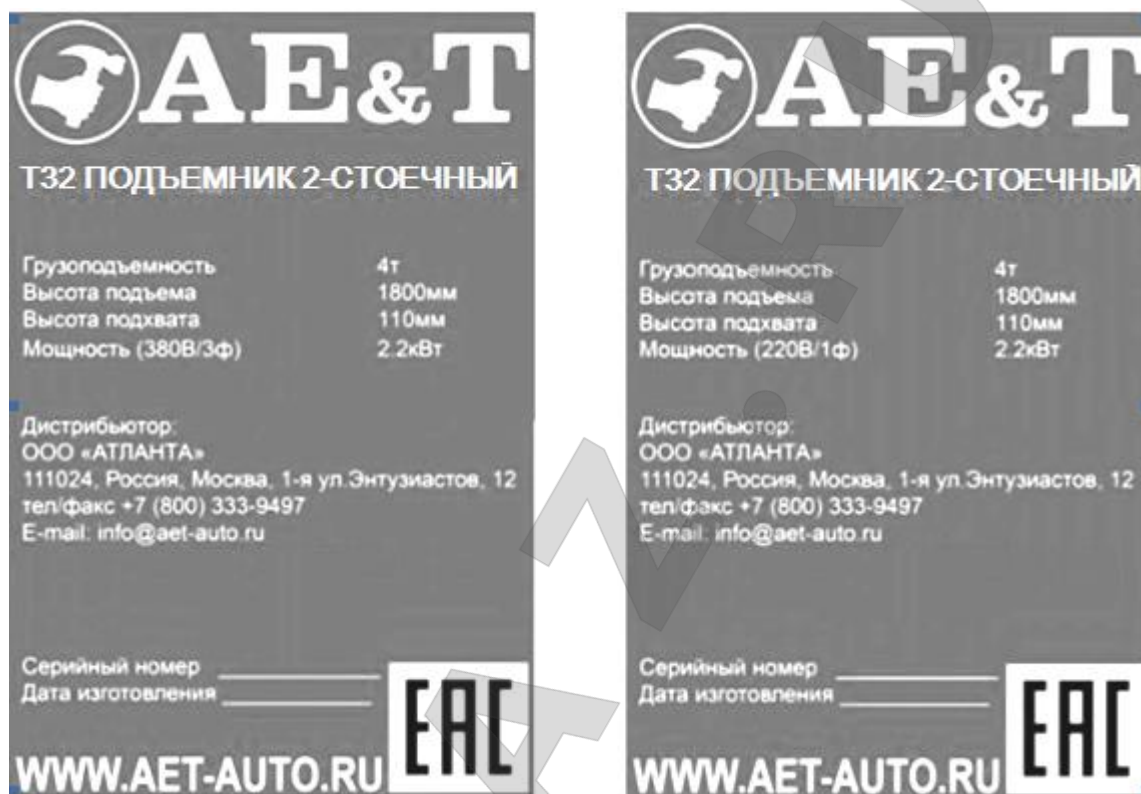 AE&T
T32 ПОДЪЕМНИК 2-СТОЕЧНЫЙ
Грузоподъемность 4т
Высота подъема 1800мм
Высота подхвата 110мм
Мощность (380В/3ф) 2.2кВт
Дистрибьютор:
ООО «АТЛАНТА»
111024, Россия, Москва, 1-я ул.Энтузиастов, 12
тел/факс +7 (800) 333-9497
E-mail: info@aet-auto.ru
Серийный номер
Дата изготовления
EAC
WWW.AET-AUTO.RU
AE&T
T32 ПОДЪЕМНИК 2-СТОЕЧНЫЙ
Грузоподъемность 4т
Высота подъема 1800мм
Высота подхвата 110мм
Мощность (220В/1ф) 2.2кВт
Дистрибьютор:
ООО «АТЛАНТА»
111024, Россия, Москва, 1-я ул.Энтузиастов, 12
тел/факс +7 (800) 333-9497
E-mail: info@aet-auto.ru
Серийный номер
Дата изготовления
EAC
WWW.AET-AUTO.RU